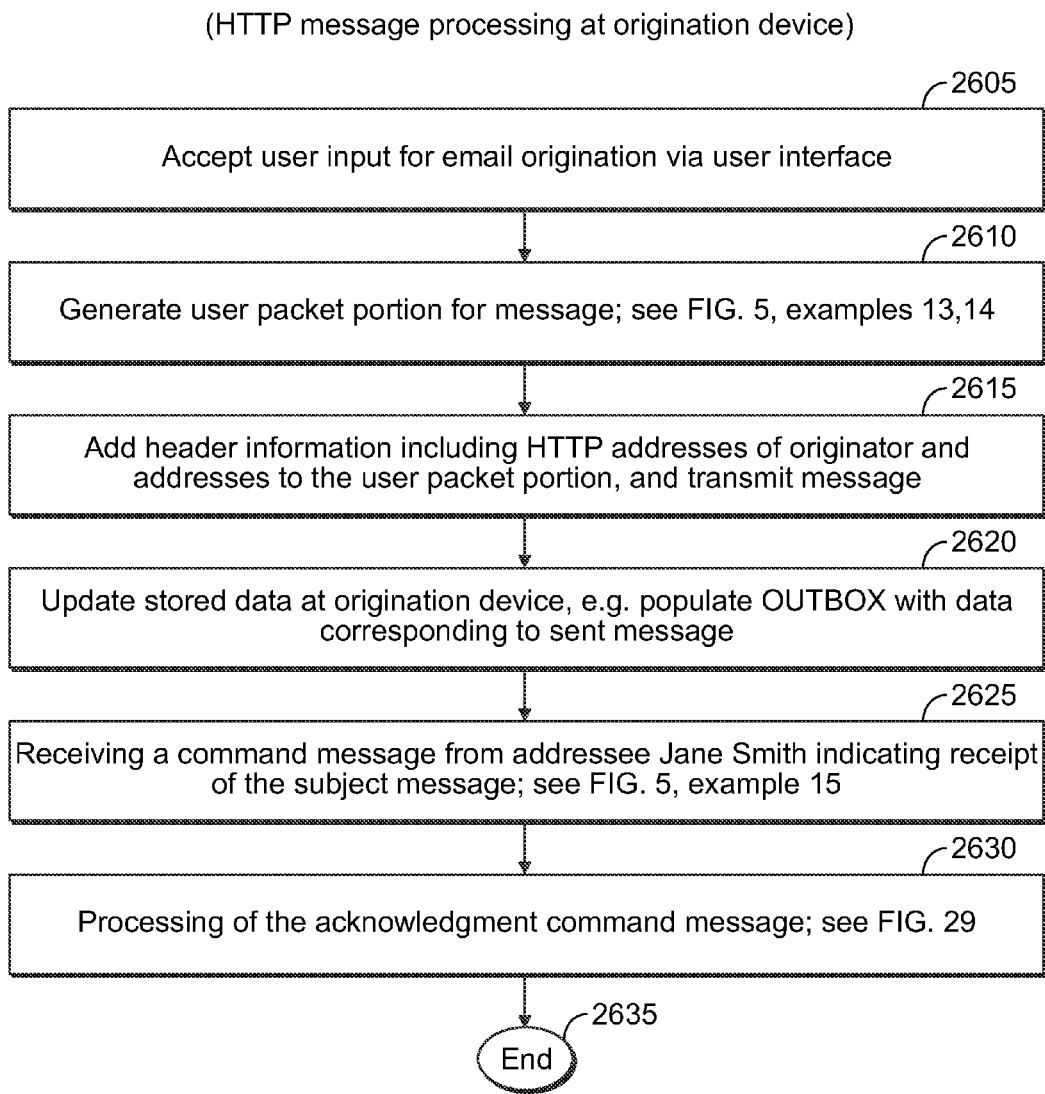 (HTTP message processing at origination device)
2605
Accept user input for email origination via user interface
2610
Generate user packet portion for message; see FIG. 5, examples 13,14
2615
Add header information including HTTP addresses of originator and
addresses to the user packet portion, and transmit message
2620
Update stored data at origination device, e.g. populate OUTBOX with data
corresponding to sent message
2625
Receiving a command message from addressee Jane Smith indicating receipt
of the subject message; see FIG. 5, example 15
2630
Processing of the acknowledgment command message; see FIG. 29
2635
End